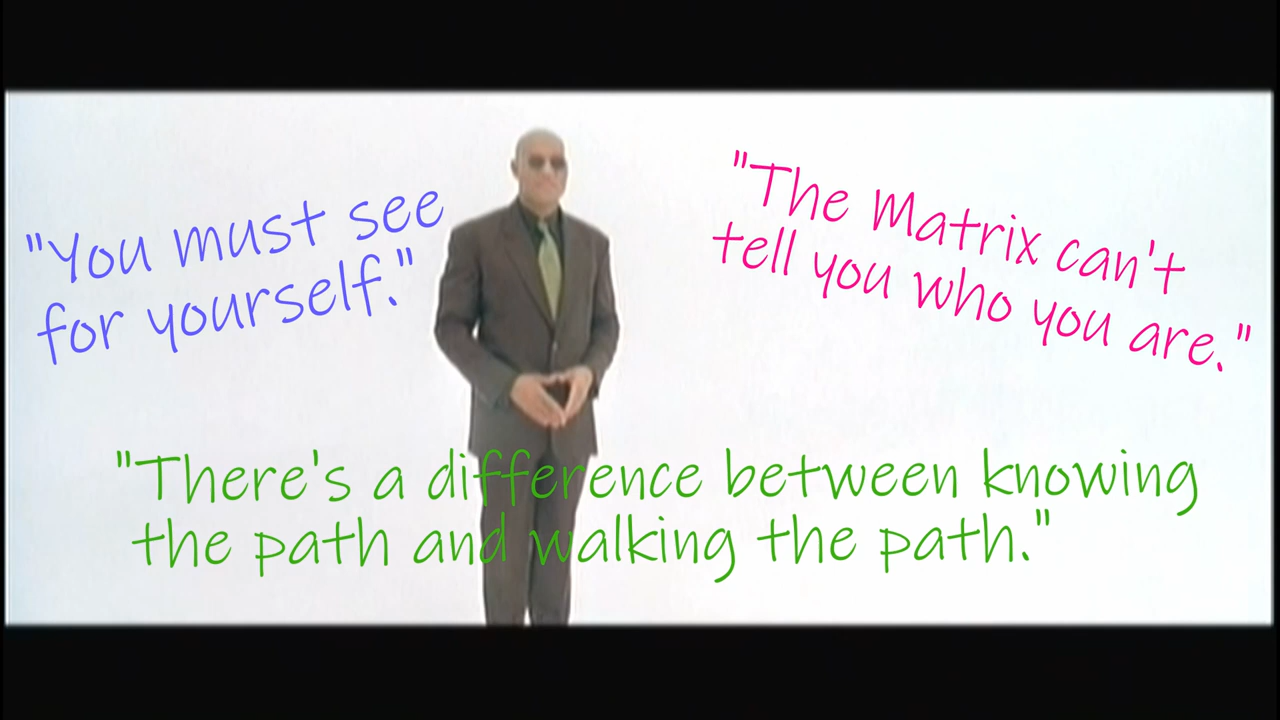 "You must see
for yourself."
"The Matrix can't
tell you who you are."
"There's a difference between knowing
the path and walking the path."